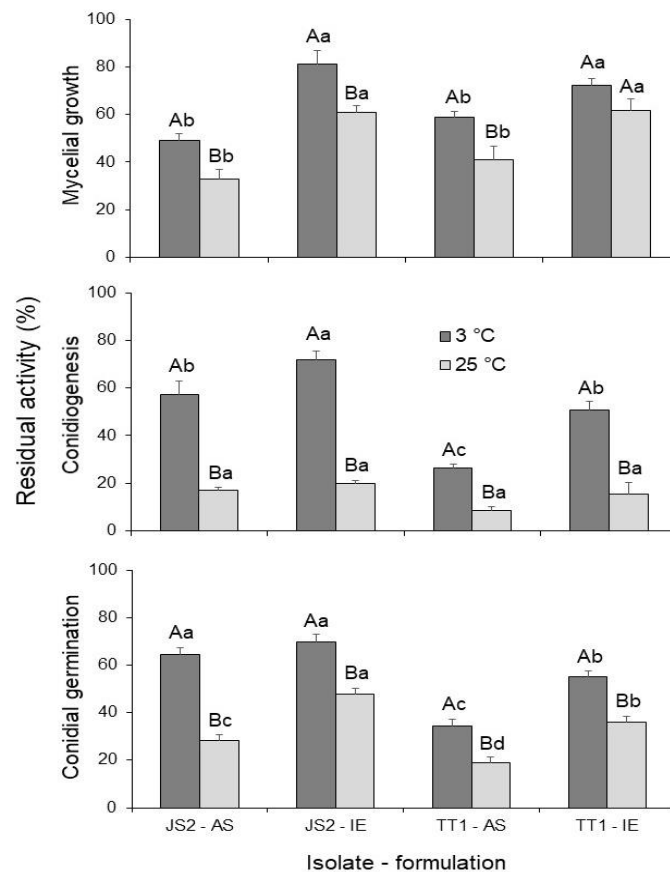 Residual activity (%)
Mycelial growth
100
80
60
40
20
0
Ab
Bb
Aa
Ba
Ab
Bb
Aa
Aa
Conidiogenesis
100
80
60
40
20
0
Ab
Ba
Aa
Ba
Ac
Ba
Ab
Ba
3 °C
25 °C
Conidial germination
100
80
60
40
20
0
Aa
Bc
Aa
Ba
Ac
Bd
Ab
Bb
JS2 - AS
JS2 - IE
TT1 - AS
TT1 - IE
Isolate - formulation